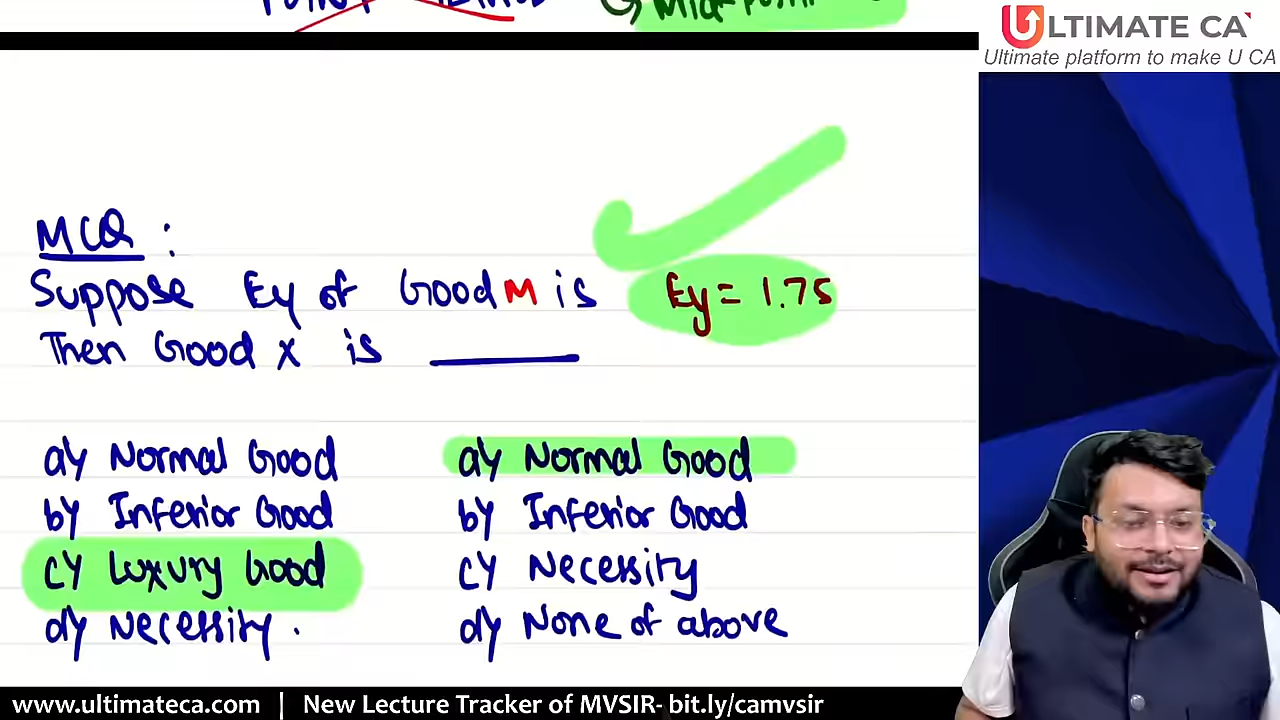 ULTIMATE CA
Ultimate platform to make U CA
MCQ :
Suppose Ey of Good M is Ey = 1.75
Then Good X is ______
a) Normal Good
b) Inferior Good
c) Luxury Good
d) Necessity.
a) Normal Good
b) Inferior Good
c) Necessity
d) None of above
www.ultimateca.com | New Lecture Tracker of MVSIR- bit.ly/camvsir